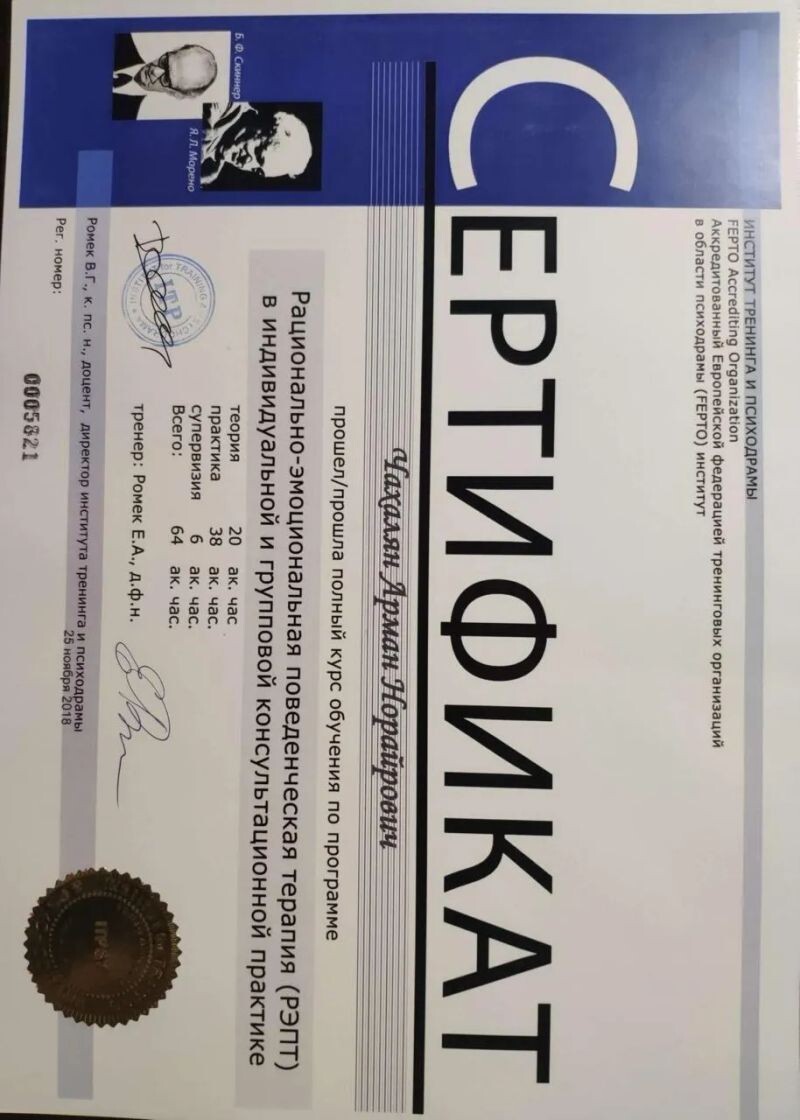 ИНСТИТУТ ТРЕНИНГА И ПСИХОДРАМЫ
FEPTO Accrediting Organization
Аккредитованный Европейской федерацией тренинговых организаций
в области психодрамы (FEPTO) институт
СЕРТИФИКАТ
Б. Ф. Скиннер
Я. Л. Морено
Чахалян Арман Норайрович
прошел/прошла полный курс обучения по программе
Рационально-эмоциональная поведенческая терапия (РЭПТ)
в индивидуальной и групповой консультационной практике
теория 20 ак. час
практика 38 ак. час.
супервизия 6 ак. час.
Всего: 64 ак. час.
тренер: Ромек Е.А., д.ф.н.
ITP
Ромек В.Г., к. пс. н., доцент, директор института тренинга и психодрамы
25 ноября 2018
Рег. номер:
0005821